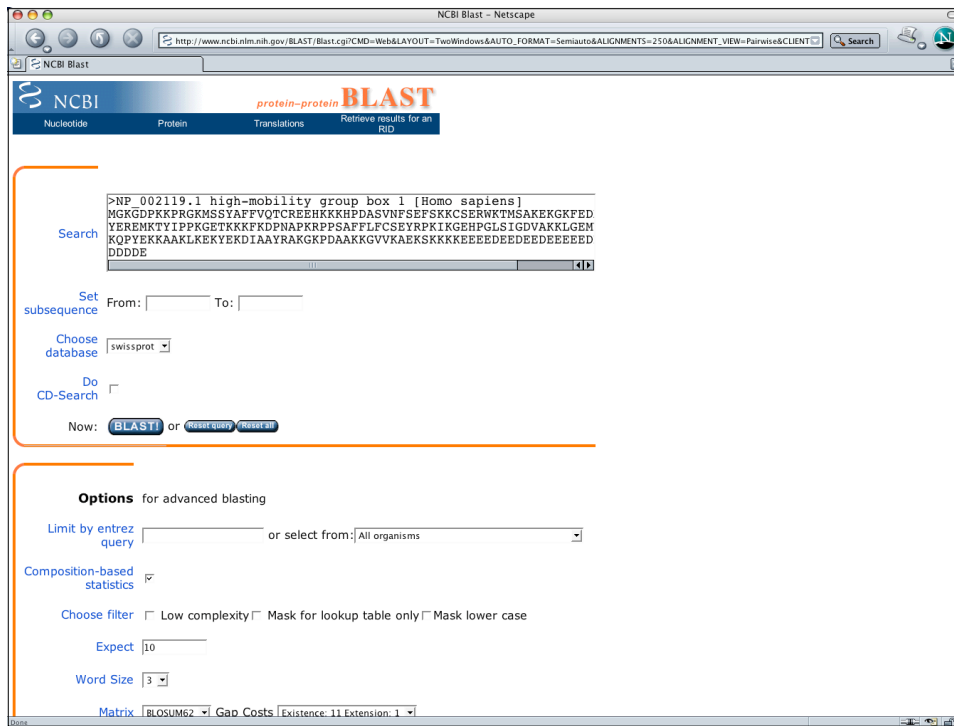 NCBI Blast - Netscape
http://www.ncbi.nlm.nih.gov/BLAST/Blast.cgi?CMD=Web&LAYOUT=TwoWindows&AUTO_FORMAT=Semiauto&ALIGNMENTS=250&ALIGNMENT_VIEW=Pairwise&CLIENT Search N
NCBI Blast
NCBI protein-protein BLAST
Nucleotide Protein Translations Retrieve results for an RID
Search
>NP_002119.1 high-mobility group box 1 [Homo sapiens]
MGKGDPKKPRGKMSSYAFFVQTCREEHKKKHPDASVNFSEFSKKCSERWKTMSAKEKGKFED
YEREMKTYIPPKGETKKKFKDPNAPKRPPSAFFLFCSEYRPKIKGEHPGLSIGDVAKKLGEM
KQPYEKKAAKLKEKYEKDIAAYRAKGKPDAAKKGVVKAEKSKKKKEEEEDEEDEEDEEEEED
DDDDE
Set subsequence From: To:
Choose database swissprot
Do CD-Search
Now: BLAST! or Reset query Reset all
Options for advanced blasting
Limit by entrez query or select from: All organisms
Composition-based statistics
Choose filter Low complexity Mask for lookup table only Mask lower case
Expect 10
Word Size 3
Matrix BLOSUM62 Gap Costs Existence: 11 Extension: 1
Done